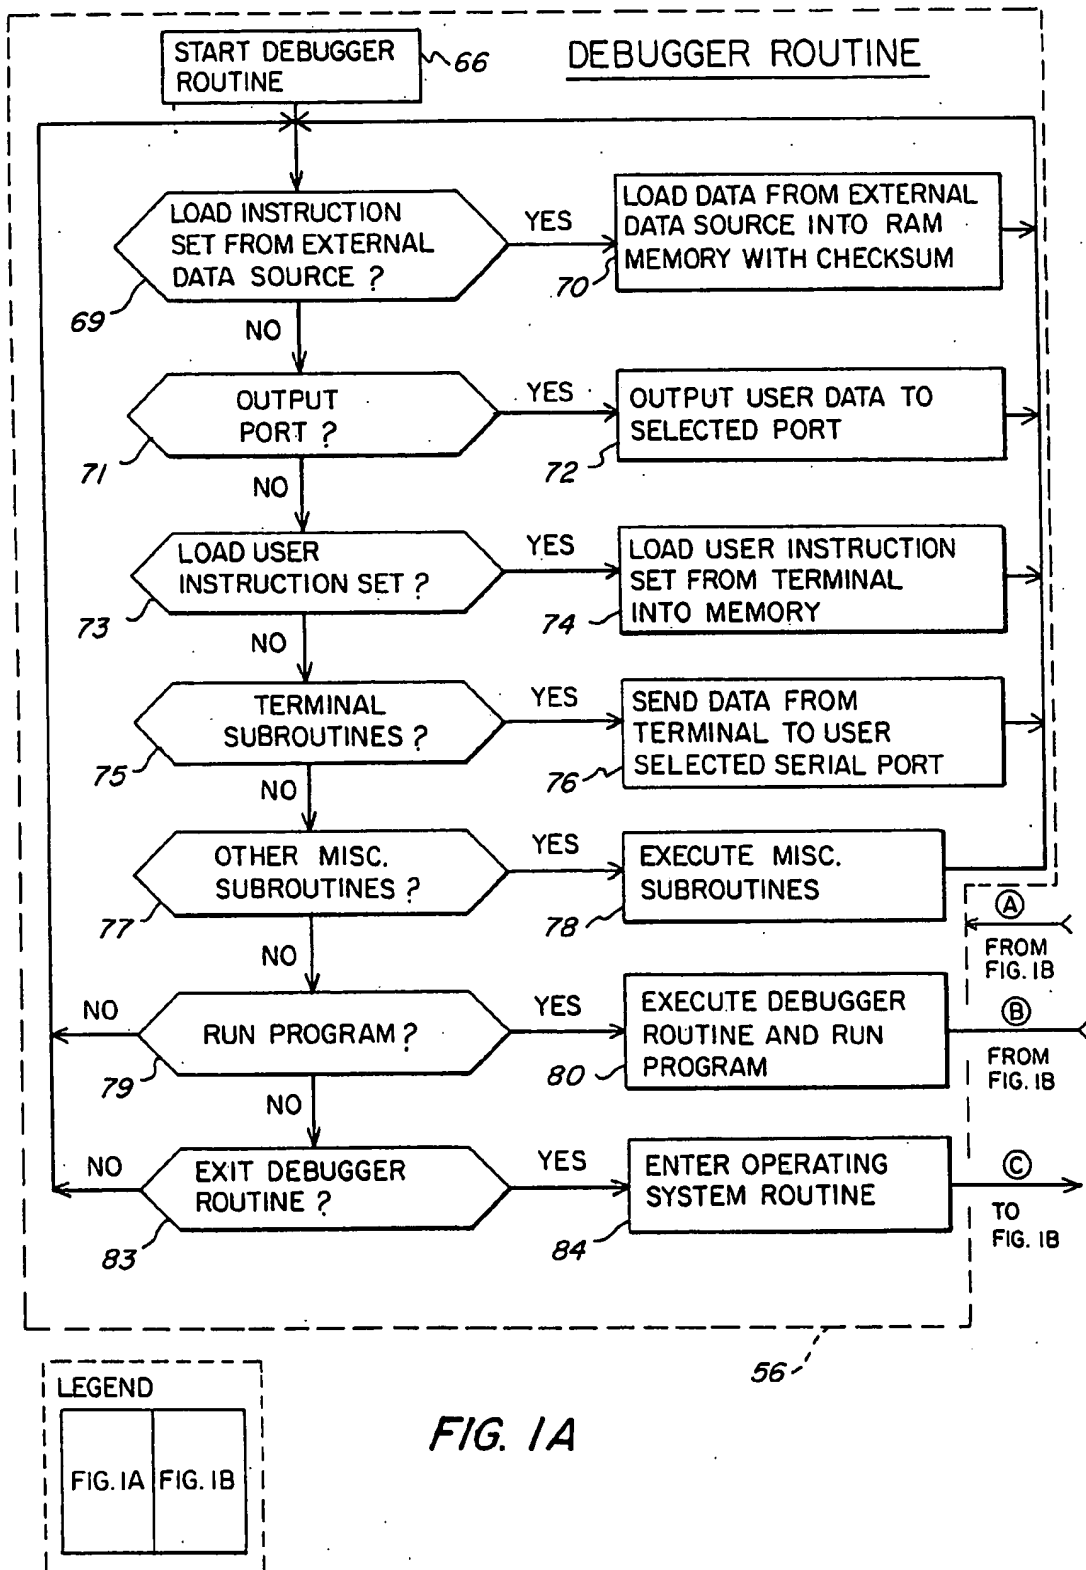 START DEBUGGER
ROUTINE
66
DEBUGGER ROUTINE
LOAD INSTRUCTION
SET FROM EXTERNAL
DATA SOURCE ?
69
YES
NO
LOAD DATA FROM EXTERNAL
DATA SOURCE INTO RAM
MEMORY WITH CHECKSUM
70
OUTPUT
PORT ?
71
YES
NO
OUTPUT USER DATA TO
SELECTED PORT
72
LOAD USER
INSTRUCTION SET ?
73
YES
NO
LOAD USER INSTRUCTION
SET FROM TERMINAL
INTO MEMORY
74
TERMINAL
SUBROUTINES ?
75
YES
NO
SEND DATA FROM
TERMINAL TO USER
SELECTED SERIAL PORT
76
OTHER MISC.
SUBROUTINES ?
77
YES
NO
EXECUTE MISC.
SUBROUTINES
78
A
FROM
FIG. 1B
NO
RUN PROGRAM ?
79
YES
NO
EXECUTE DEBUGGER
ROUTINE AND RUN
PROGRAM
80
B
FROM
FIG. 1B
NO
EXIT DEBUGGER
ROUTINE ?
83
YES
ENTER OPERATING
SYSTEM ROUTINE
84
C
TO
FIG. 1B
56
LEGEND
FIG. 1A FIG. 1B
FIG. 1A